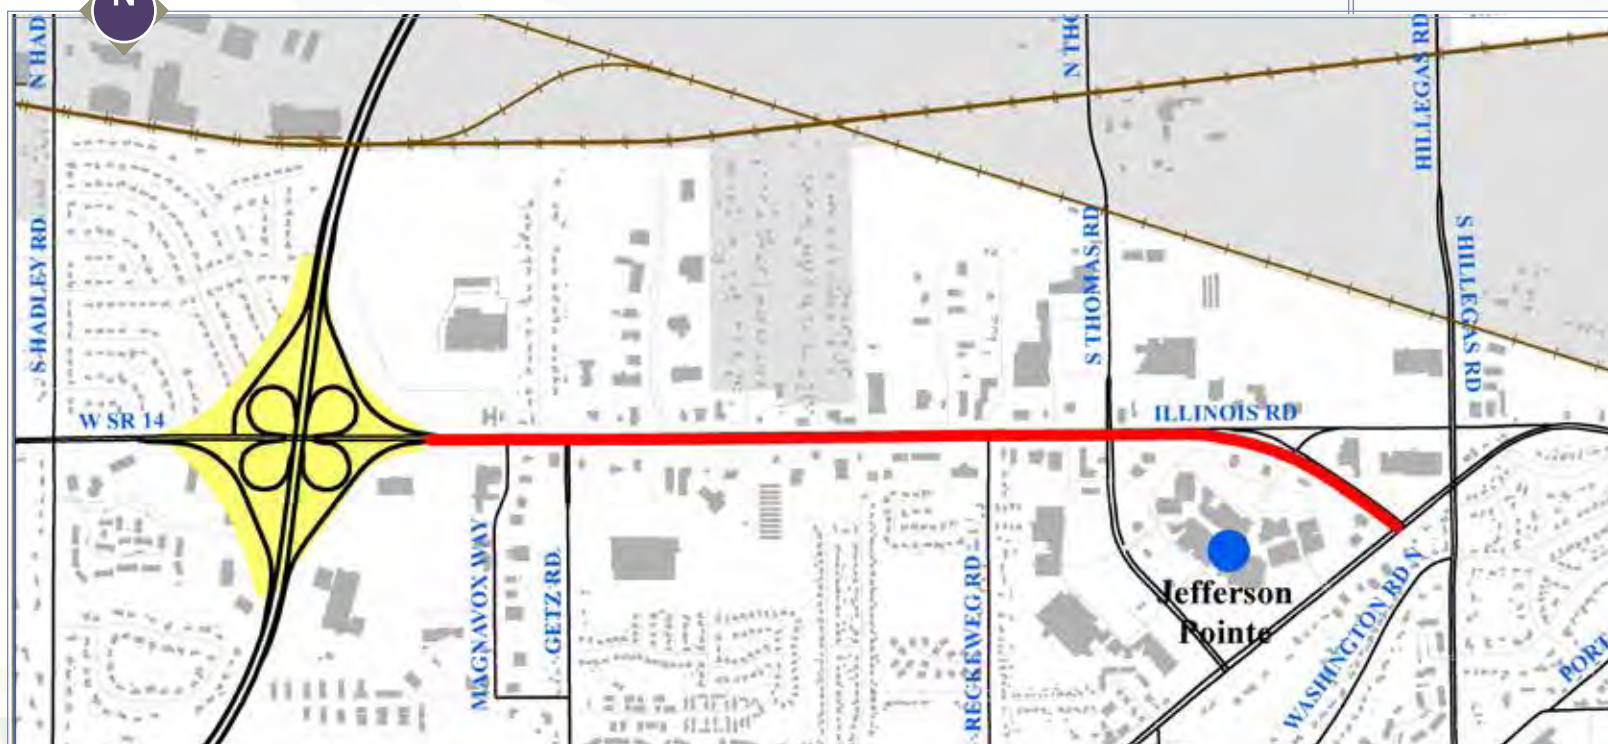 N
N HAD
N THO
HILLEGAS RD
S HADLEY RD
S THOMAS RD
S HILLEGAS RD
W SR 14
ILLINOIS RD
MAGNAVOX WAY
GETZ RD
RECKEWEG RD
Jefferson
Pointe
WASHINGTON RD N
PORT